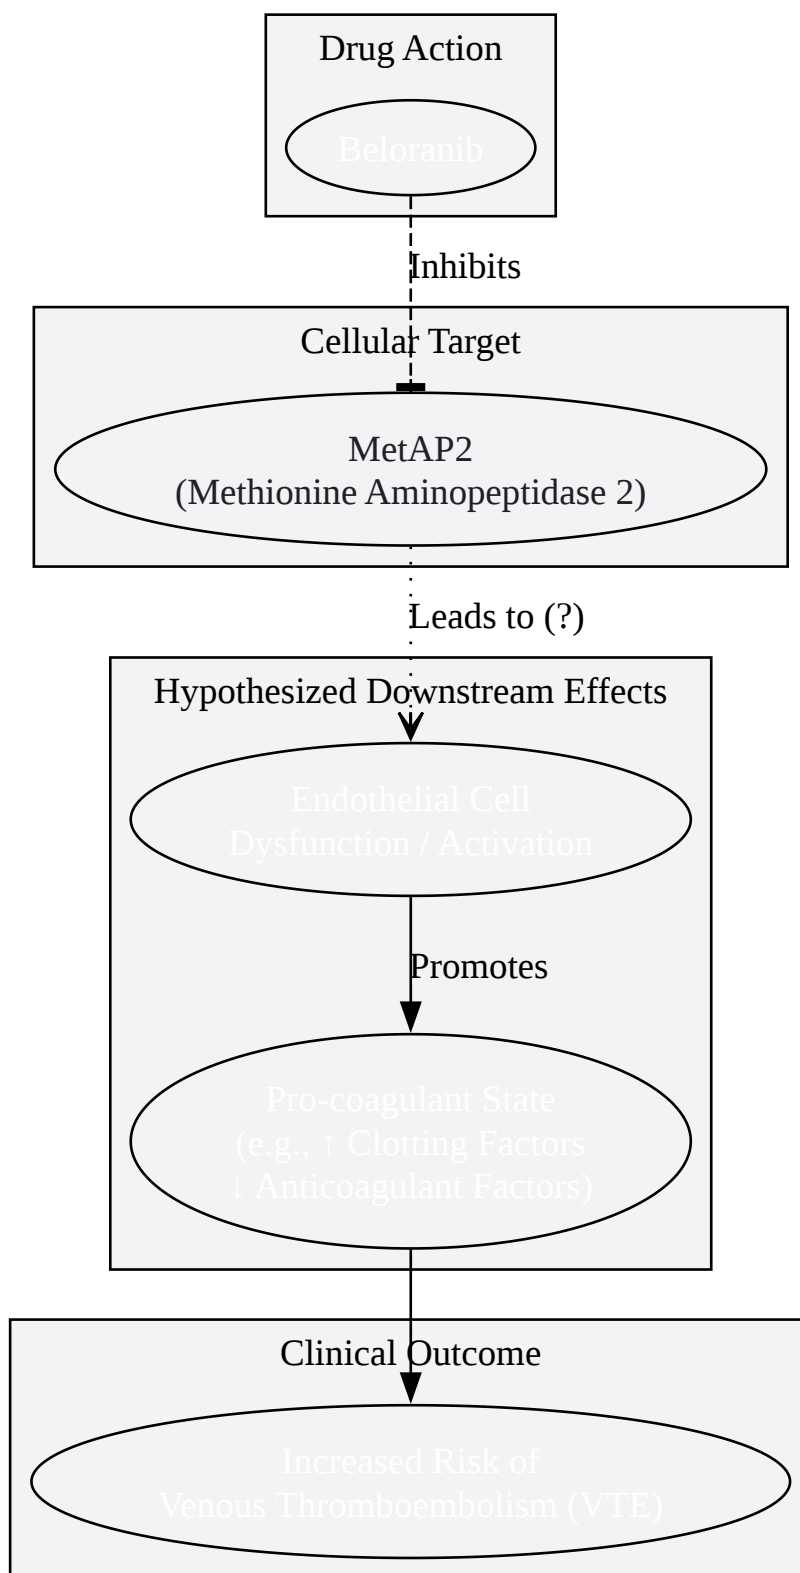 Drug Action
Beloranib
Inhibits
Cellular Target
MetAP2
(Methionine Aminopeptidase 2)
Leads to (?)
Hypothesized Downstream Effects
Endothelial Cell
Dysfunction / Activation
Promotes
Pro-coagulant State
(e.g., ↑ Clotting Factors
↓ Anticoagulant Factors)
Clinical Outcome
Increased Risk of
Venous Thromboembolism (VTE)